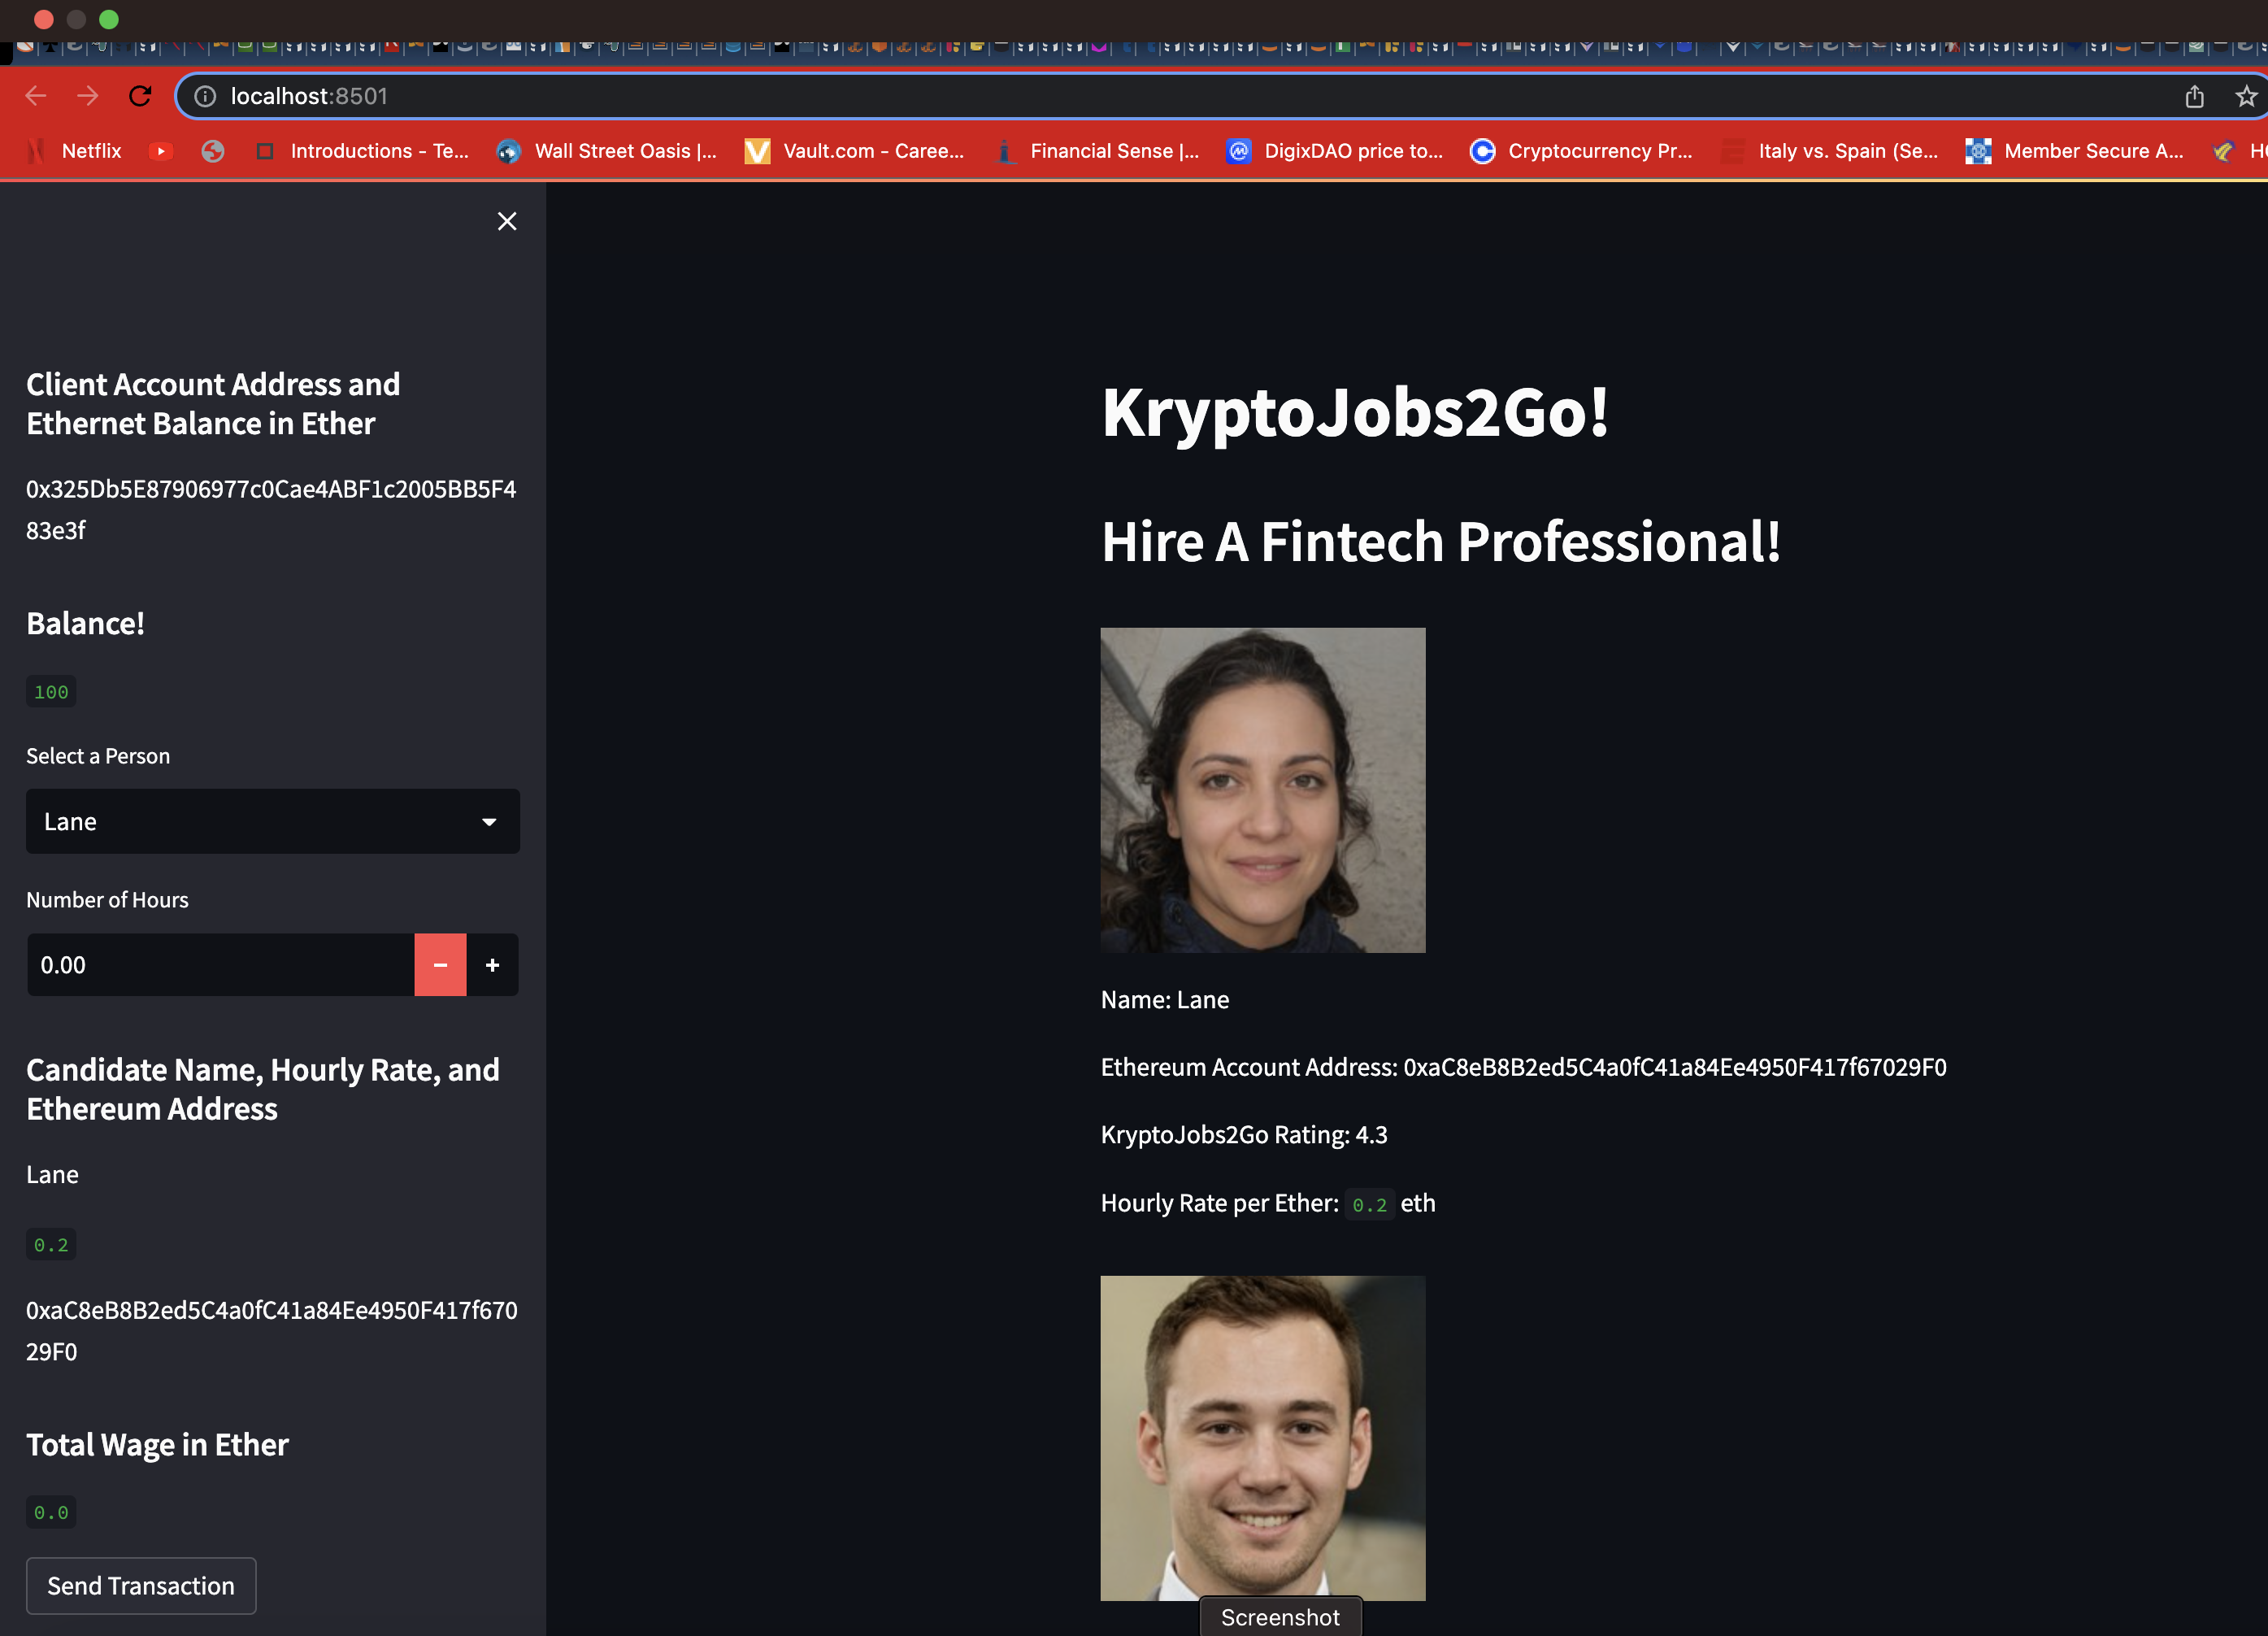 localhost:8501
Netflix
Introductions - Te...
Wall Street Oasis |...
Vault.com - Caree...
Financial Sense |...
DigixDAO price to...
Cryptocurrency Pr...
Italy vs. Spain (Se...
Member Secure A...
Client Account Address and
Ethernet Balance in Ether
0x325Db5E87906977c0Cae4ABF1c2005BB5F4
83e3f
Balance!
100
Select a Person
Lane
Number of Hours
0.00
Candidate Name, Hourly Rate, and
Ethereum Address
Lane
0.2
0xaC8eB8B2ed5C4a0fC41a84Ee4950F417f670
29F0
Total Wage in Ether
0.0
Send Transaction
KryptoJobs2Go!
Hire A Fintech Professional!
Name: Lane
Ethereum Account Address: 0xaC8eB8B2ed5C4a0fC41a84Ee4950F417f67029F0
KryptoJobs2Go Rating: 4.3
Hourly Rate per Ether: 0.2 eth
Screenshot